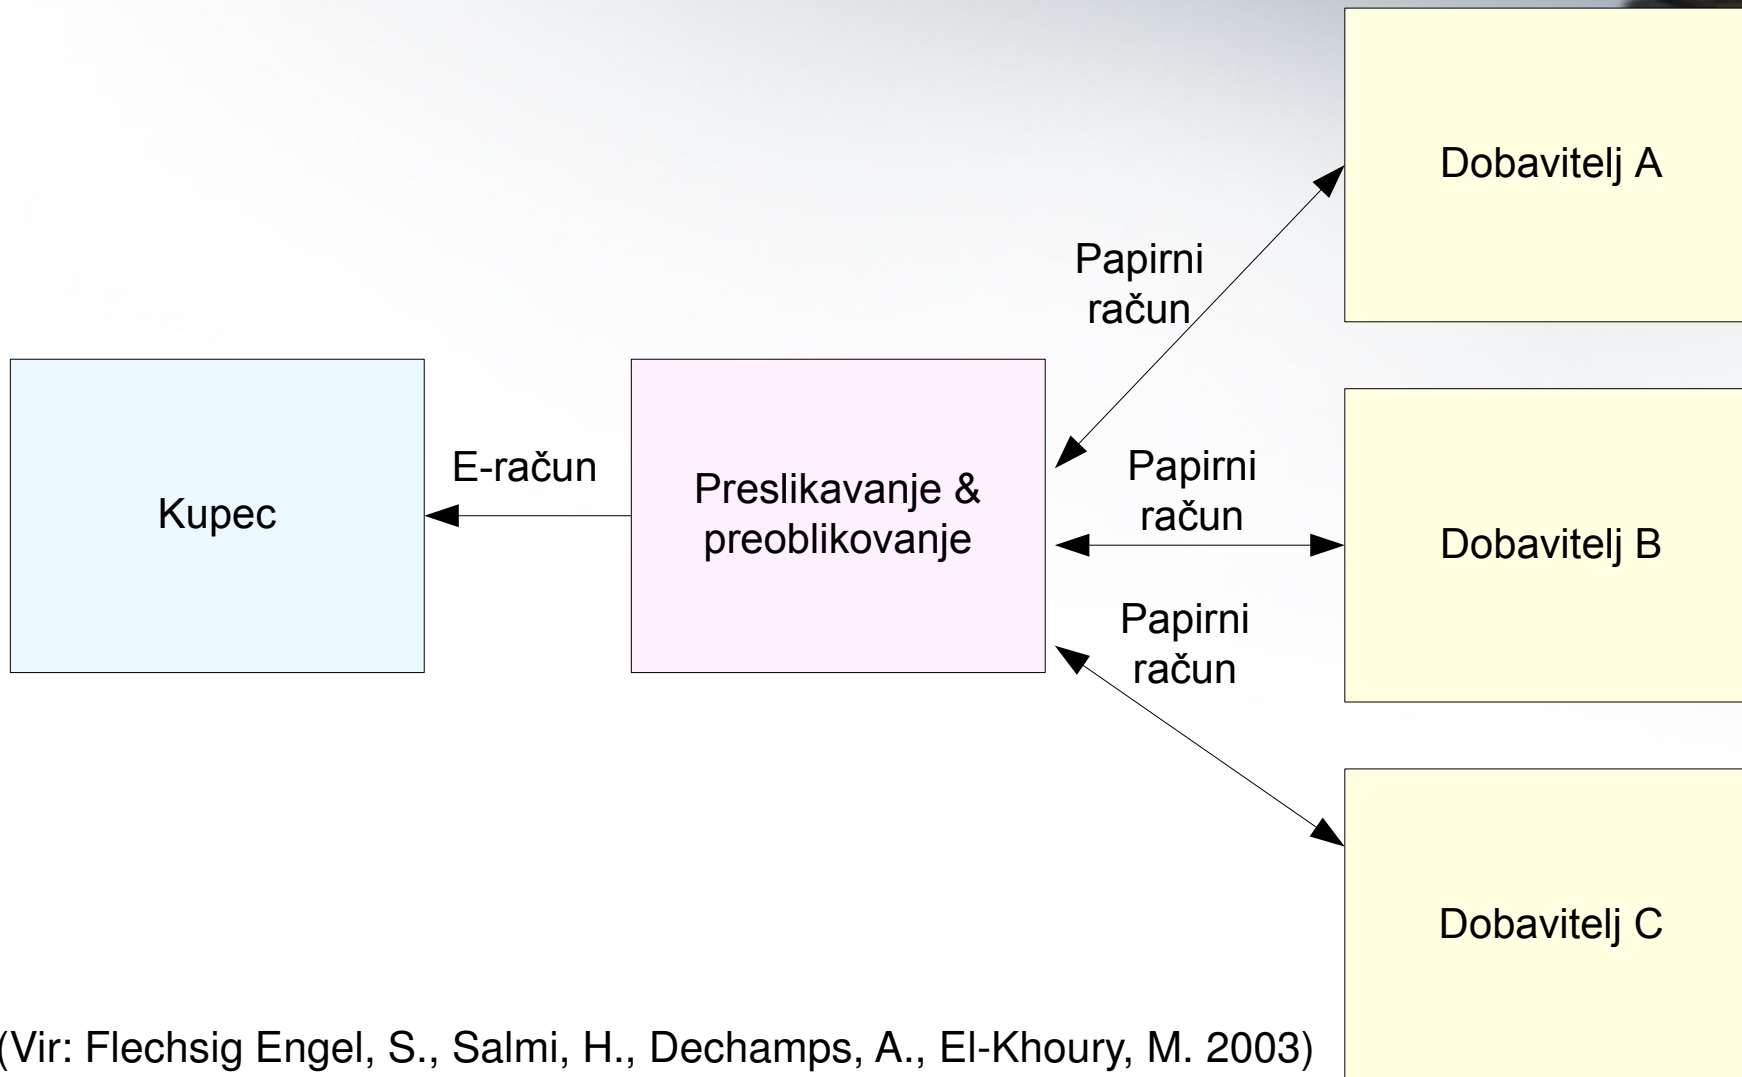 Dobavitelj A
Papirni
račun
Kupec
E-račun
Preslikavanje &
preoblikovanje
Papirni
račun
Dobavitelj B
Papirni
račun
Dobavitelj C
(Vir: Flechsig Engel, S., Salmi, H., Dechamps, A., El-Khoury, M. 2003)